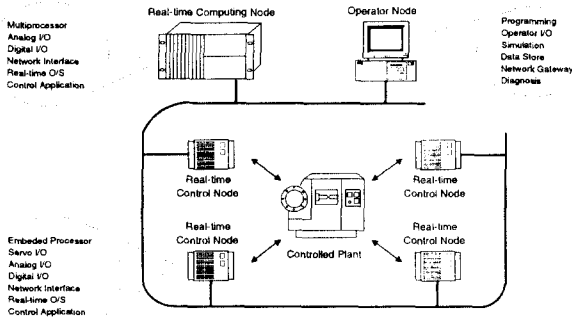 Real-time Computing Node
Operator Node
Multiprocessor
Analog I/O
Digital I/O
Network Interface
Real-time O/S
Control Application
Programming
Operator I/O
Simulation
Data Store
Network Gateway
Diagnosis
Real-time
Control Node
Real-time
Control Node
Real-time
Control Node
Controlled Plant
Real-time
Control Node
Embeded Processor
Servo I/O
Analog I/O
Digital I/O
Network Interface
Real-time O/S
Control Application